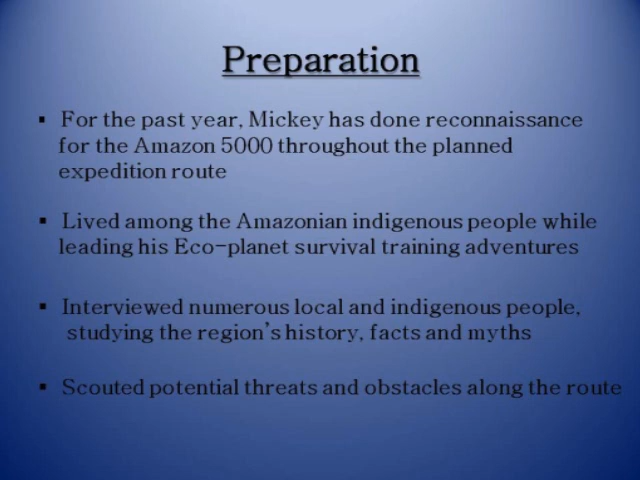 Preparation
▪ For the past year, Mickey has done reconnaissance
for the Amazon 5000 throughout the planned
expedition route
▪ Lived among the Amazonian indigenous people while
leading his Eco-planet survival training adventures
▪ Interviewed numerous local and indigenous people,
studying the region's history, facts and myths
▪ Scouted potential threats and obstacles along the route